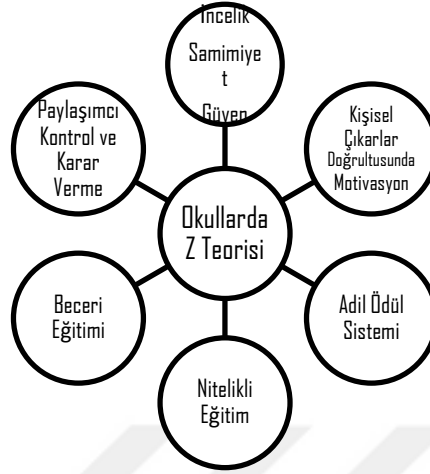 İncelik
Samimiye
t
Güven
Paylaşımcı
Kontrol ve
Karar
Verme
Kişisel
Çıkarlar
Doğrultusunda
Motivasyon
Okullarda
Z Teorisi
Beceri
Eğitimi
Adil Ödül
Sistemi
Nitelikli
Eğitim